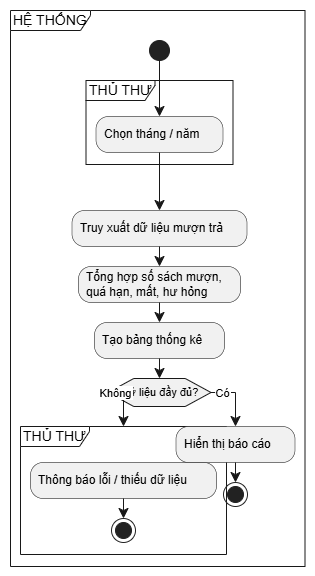 HỆ THỐNG
THỦ THƯ
Chọn tháng / năm
Truy xuất dữ liệu mượn trả
Tổng hợp số sách mượn,
quá hạn, mất, hư hỏng
Tạo bảng thống kê
Không liệu đầy đủ? Có
THỦ THƯ
Hiển thị báo cáo
Thông báo lỗi / thiếu dữ liệu